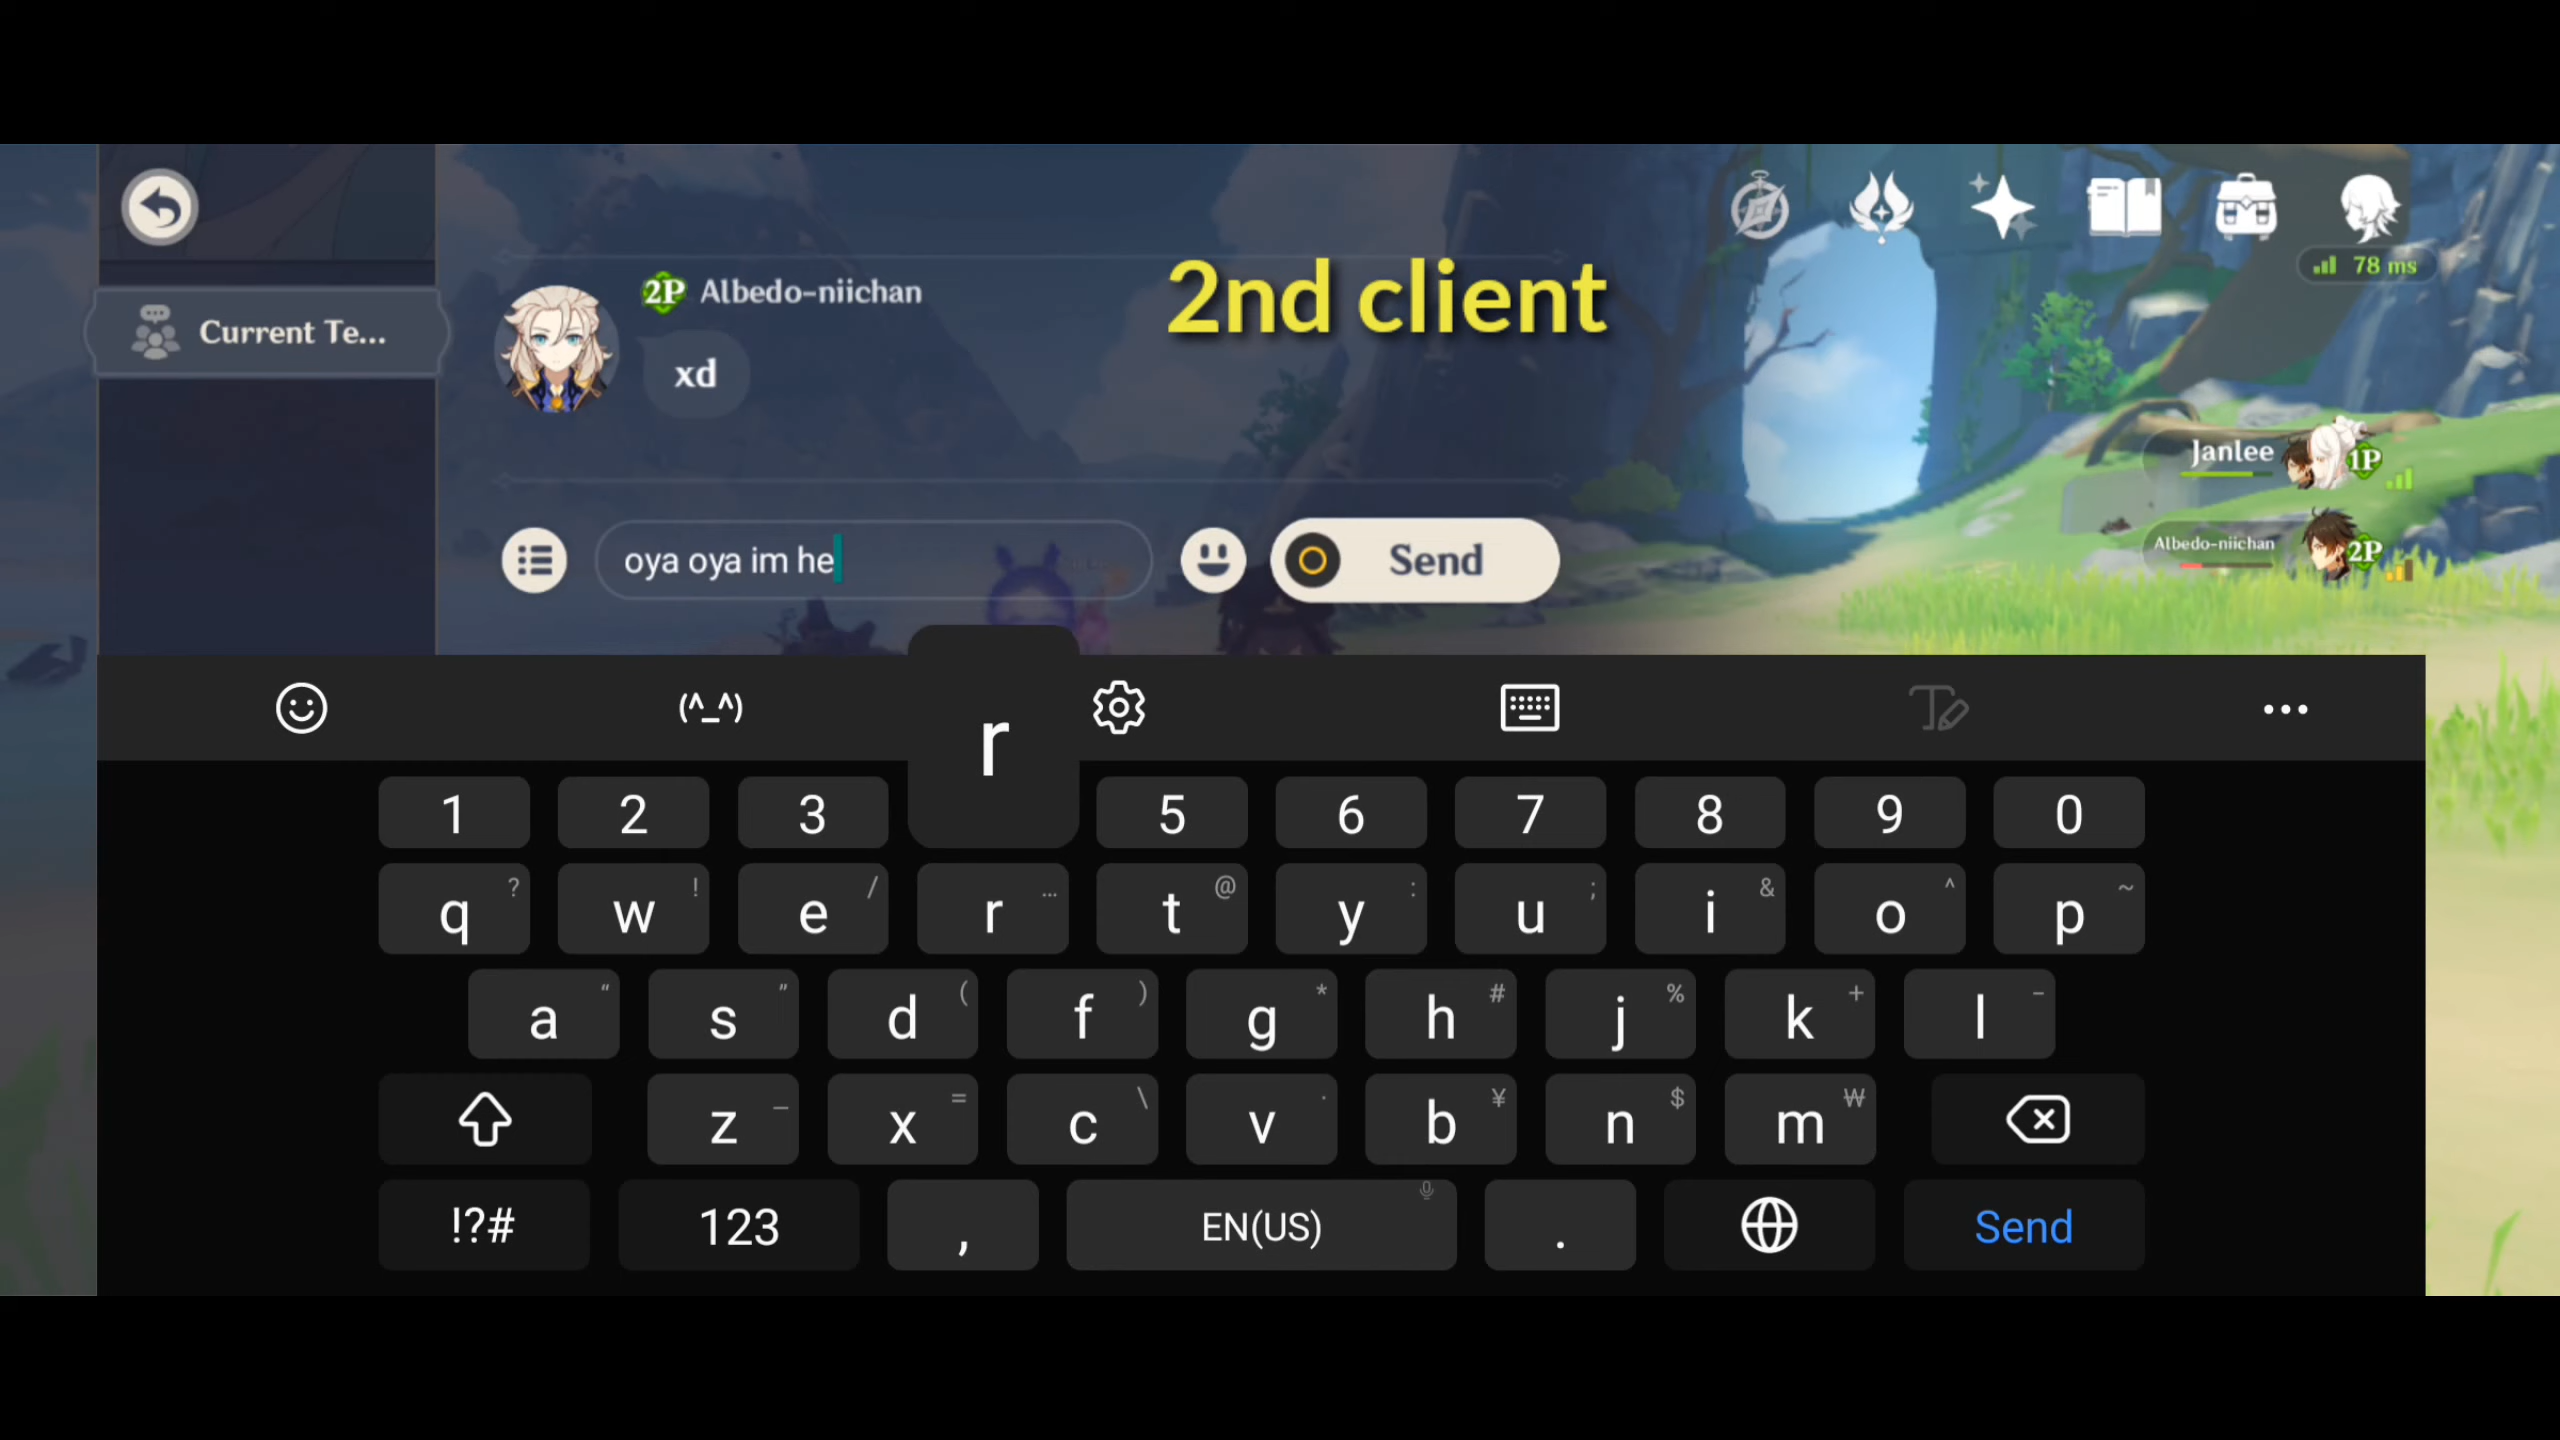 2P Albedo-niichan
2nd client
78 ms
Current Te...
xd
Janlee 1P
Albedo-niichan 2P
oya oya im he
Send
(^_^)
r
1 2 3 5 6 7 8 9 0
q ? w ! e / r ... t @ y : u ; i & o ^ p ~
a “ s ” d ( f ) g * h # j % k + l -
z _ x = c \ v · b ¥ n $ m ₩
!?# 123 , EN(US) . Send